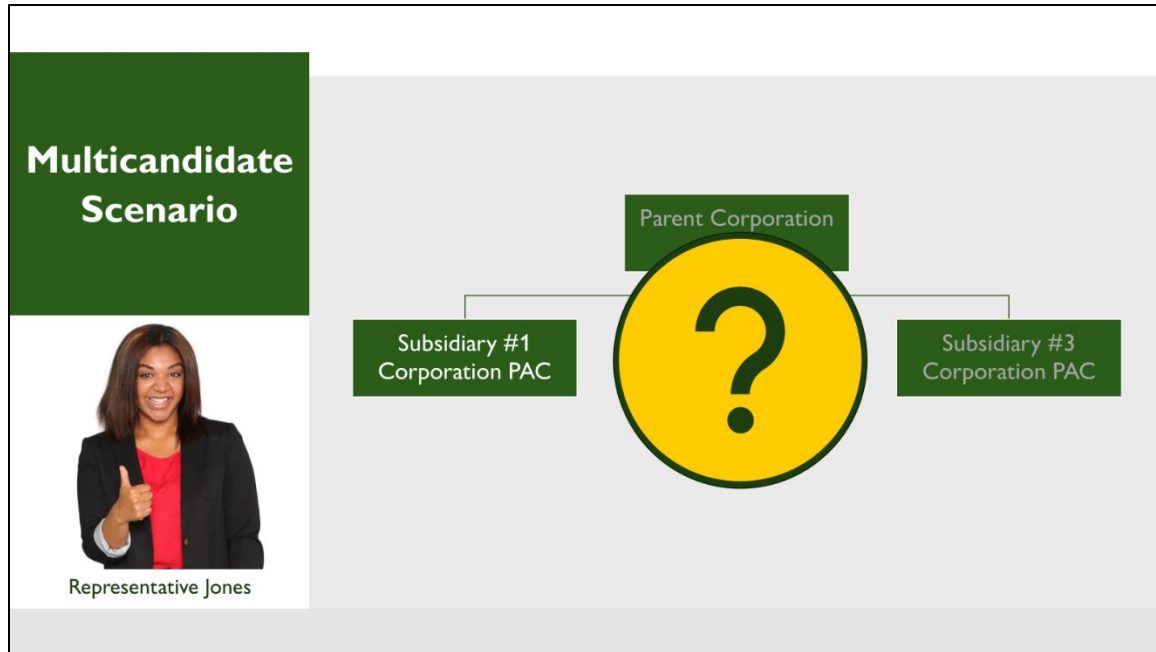 Multicandidate
Scenario
Parent Corporation
Subsidiary #1
Corporation PAC
?
Subsidiary #3
Corporation PAC
Representative Jones